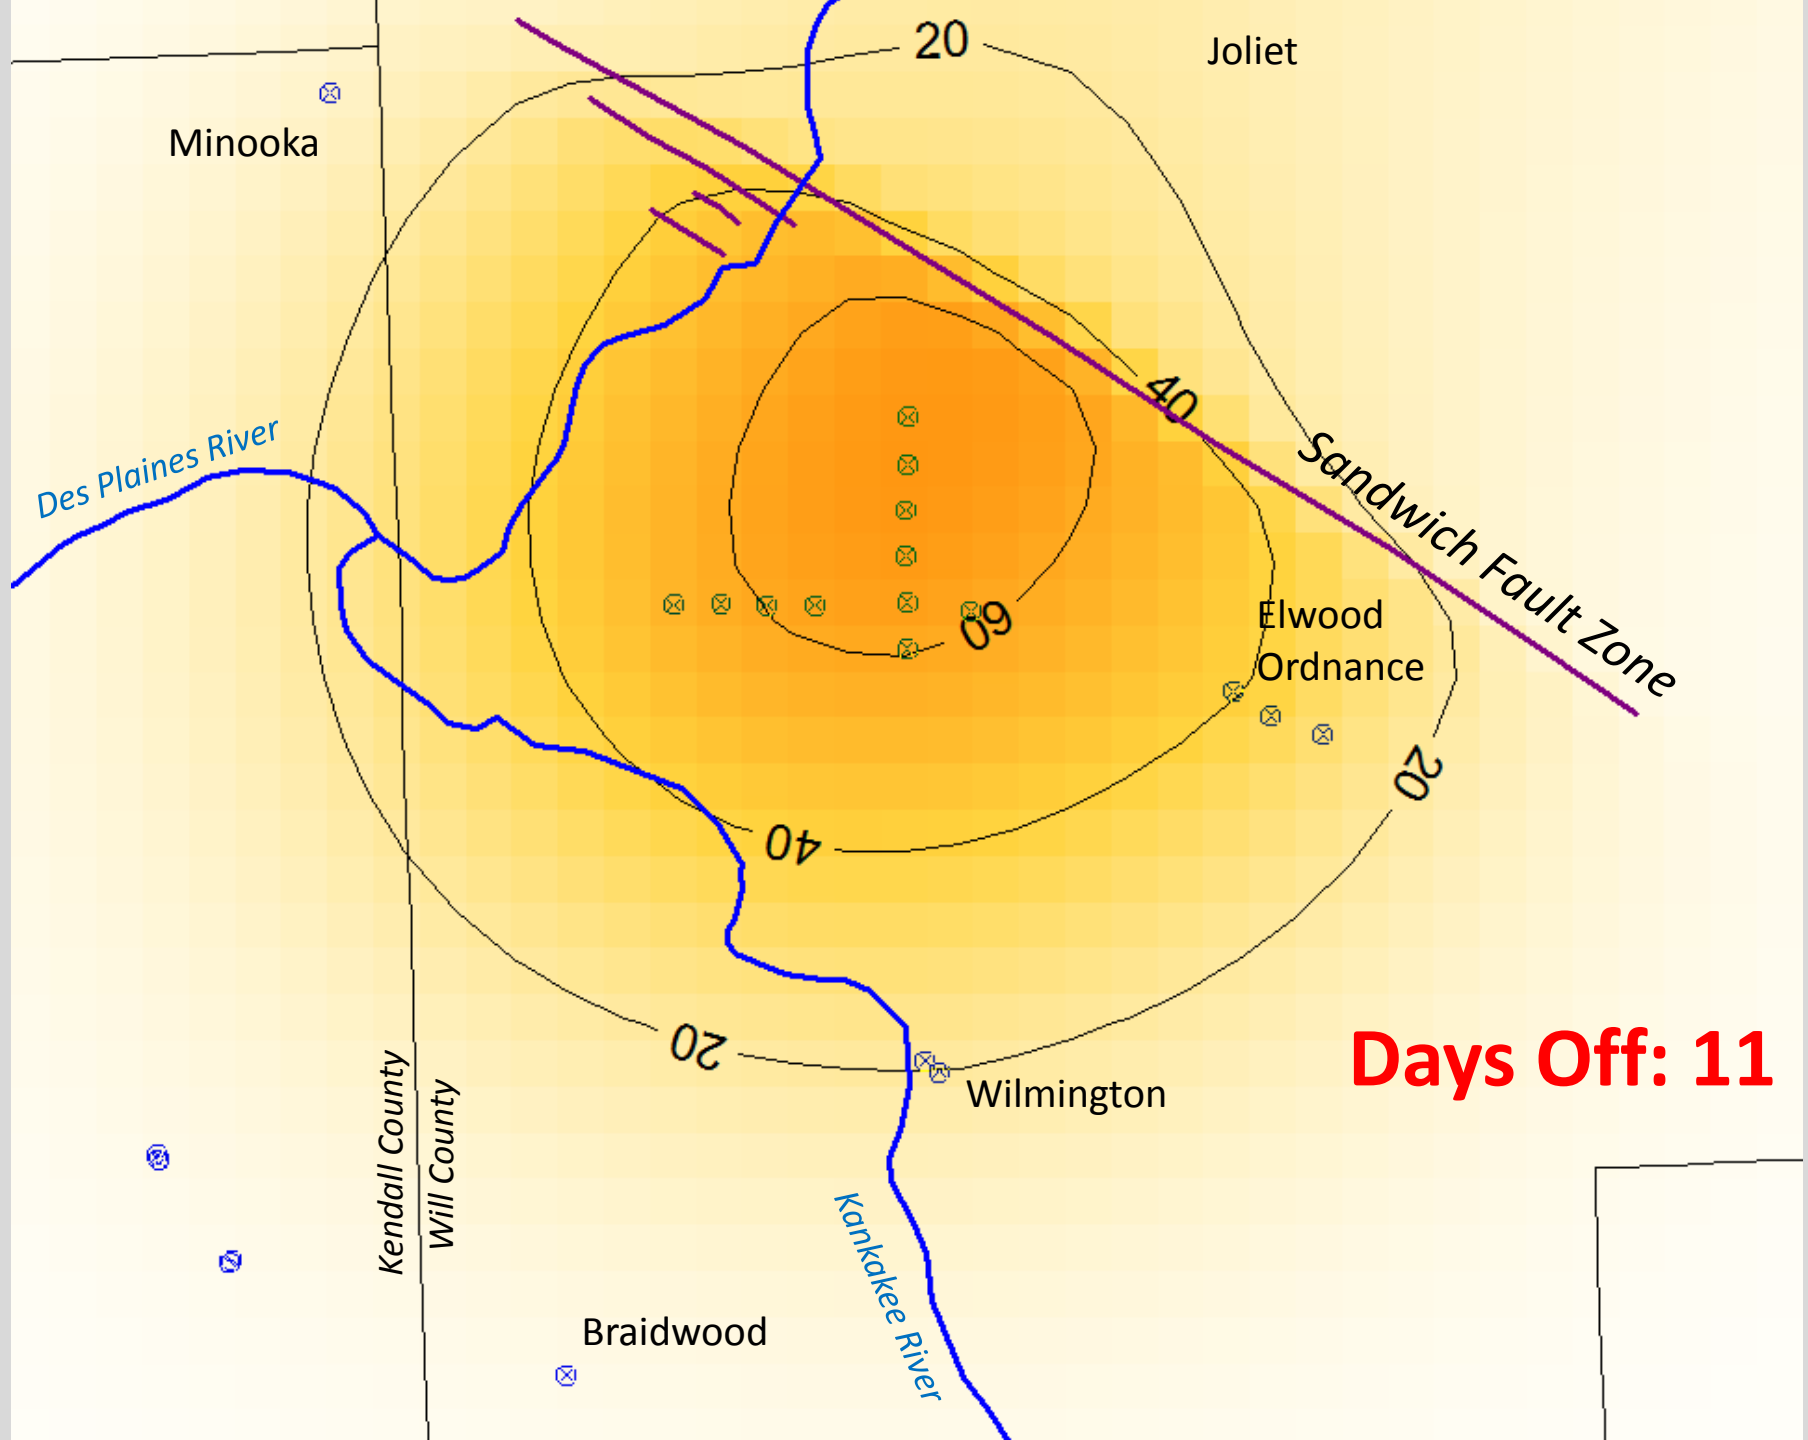 20
Joliet
Minooka
40
Des Plaines River
Sandwich Fault Zone
60
Elwood
Ordnance
20
40
20
Days Off: 11
Wilmington
Kendall County
Will County
Kankakee River
Braidwood